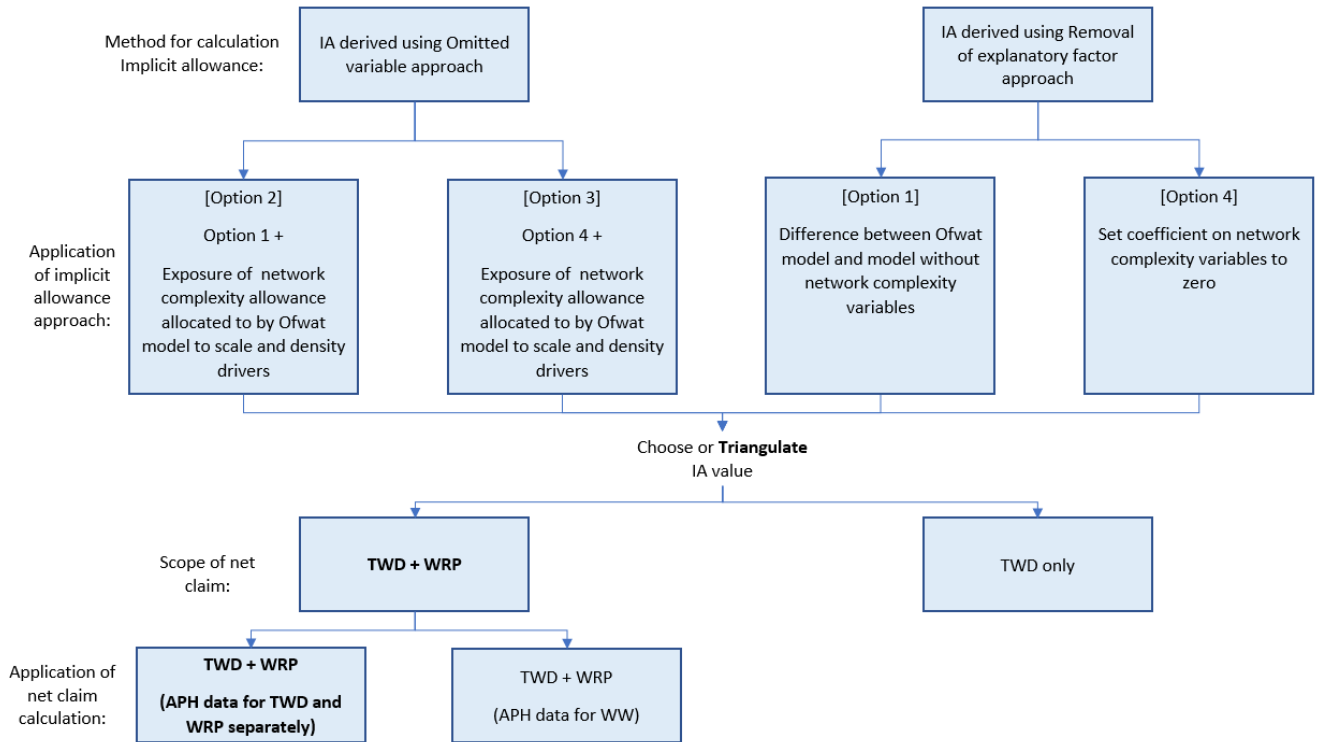 Method for calculation
Implicit allowance:
IA derived using Omitted
variable approach
IA derived using Removal
of explanatory factor
approach
Application
of implicit
allowance
approach:
[Option 2]
Option 1 +
Exposure of network
complexity allowance
allocated to by Ofwat
model to scale and density
drivers
[Option 3]
Option 4 +
Exposure of network
complexity allowance
allocated to by Ofwat
model to scale and density
drivers
[Option 1]
Difference between Ofwat
model and model without
network complexity
variables
[Option 4]
Set coefficient on network
complexity variables to
zero
Choose or Triangulate
IA value
Scope of net
claim:
TWD + WRP
TWD only
Application of
net claim
calculation:
TWD + WRP
(APH data for TWD and
WRP separately)
TWD + WRP
(APH data for WW)